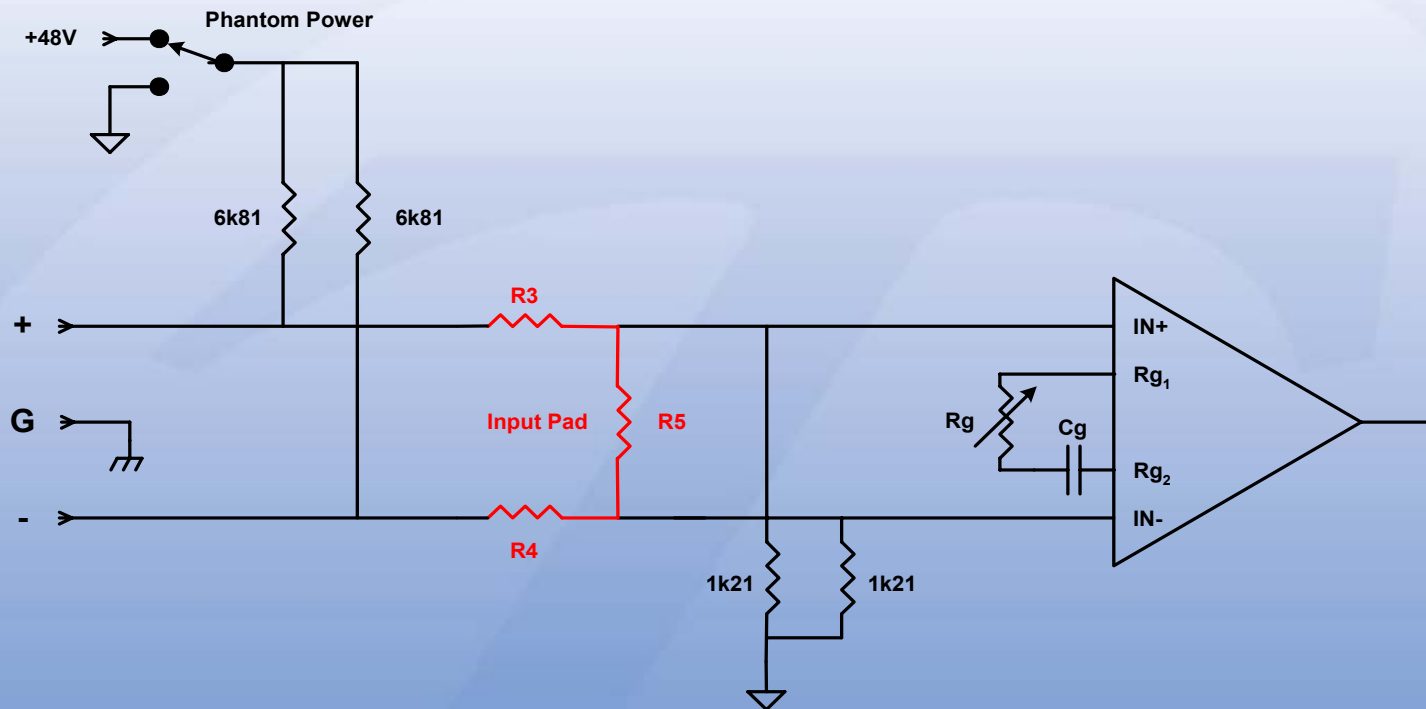 Phantom Power
+48V
6k81
6k81
+
R3
IN+
Rg1
Rg
Cg
G
Input Pad
R5
Rg2
-
IN-
R4
1k21
1k21